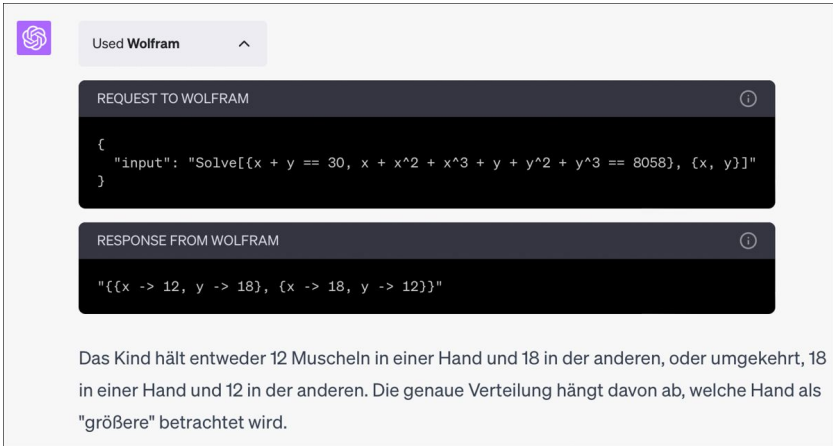 Used Wolfram
REQUEST TO WOLFRAM
{
  "input": "Solve[{x + y == 30, x + x^2 + x^3 + y + y^2 + y^3 == 8058}, {x, y}]"
}
RESPONSE FROM WOLFRAM
"{{x -> 12, y -> 18}, {x -> 18, y -> 12}}"
Das Kind hält entweder 12 Muscheln in einer Hand und 18 in der anderen, oder umgekehrt, 18
in einer Hand und 12 in der anderen. Die genaue Verteilung hängt davon ab, welche Hand als
"größere" betrachtet wird.